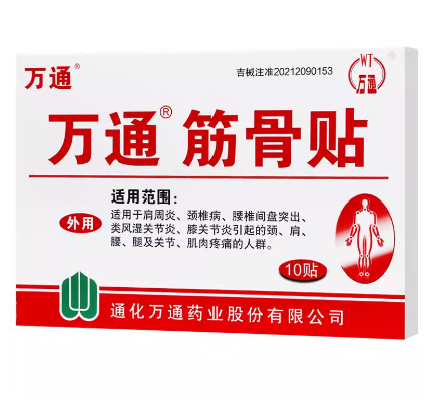 万通®
吉械注准20212090153
WT
万通
万通®筋骨贴
适用范围:
外用
适用于肩周炎、颈椎病、腰椎间盘突出、
类风湿关节炎、膝关节炎引起的颈、肩、
腰、腿及关节、肌肉疼痛的人群。
10贴
通化万通药业股份有限公司